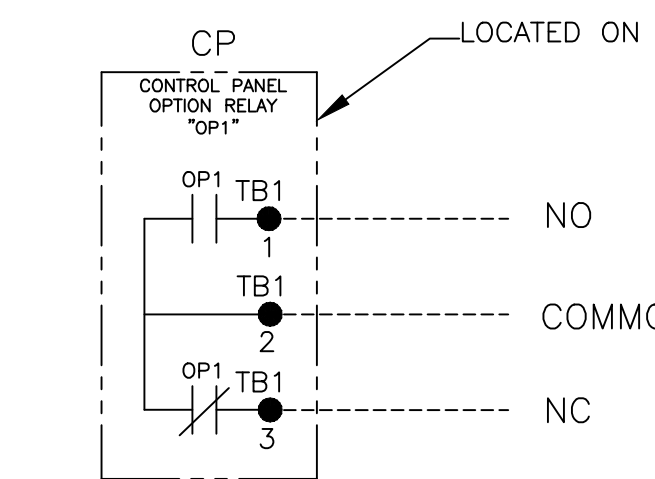 CP
LOCATED ON
CONTROL PANEL
OPTION RELAY
"OP1"
OP1 TB1
1
NO
TB1
2
OP1 TB1
3
NC